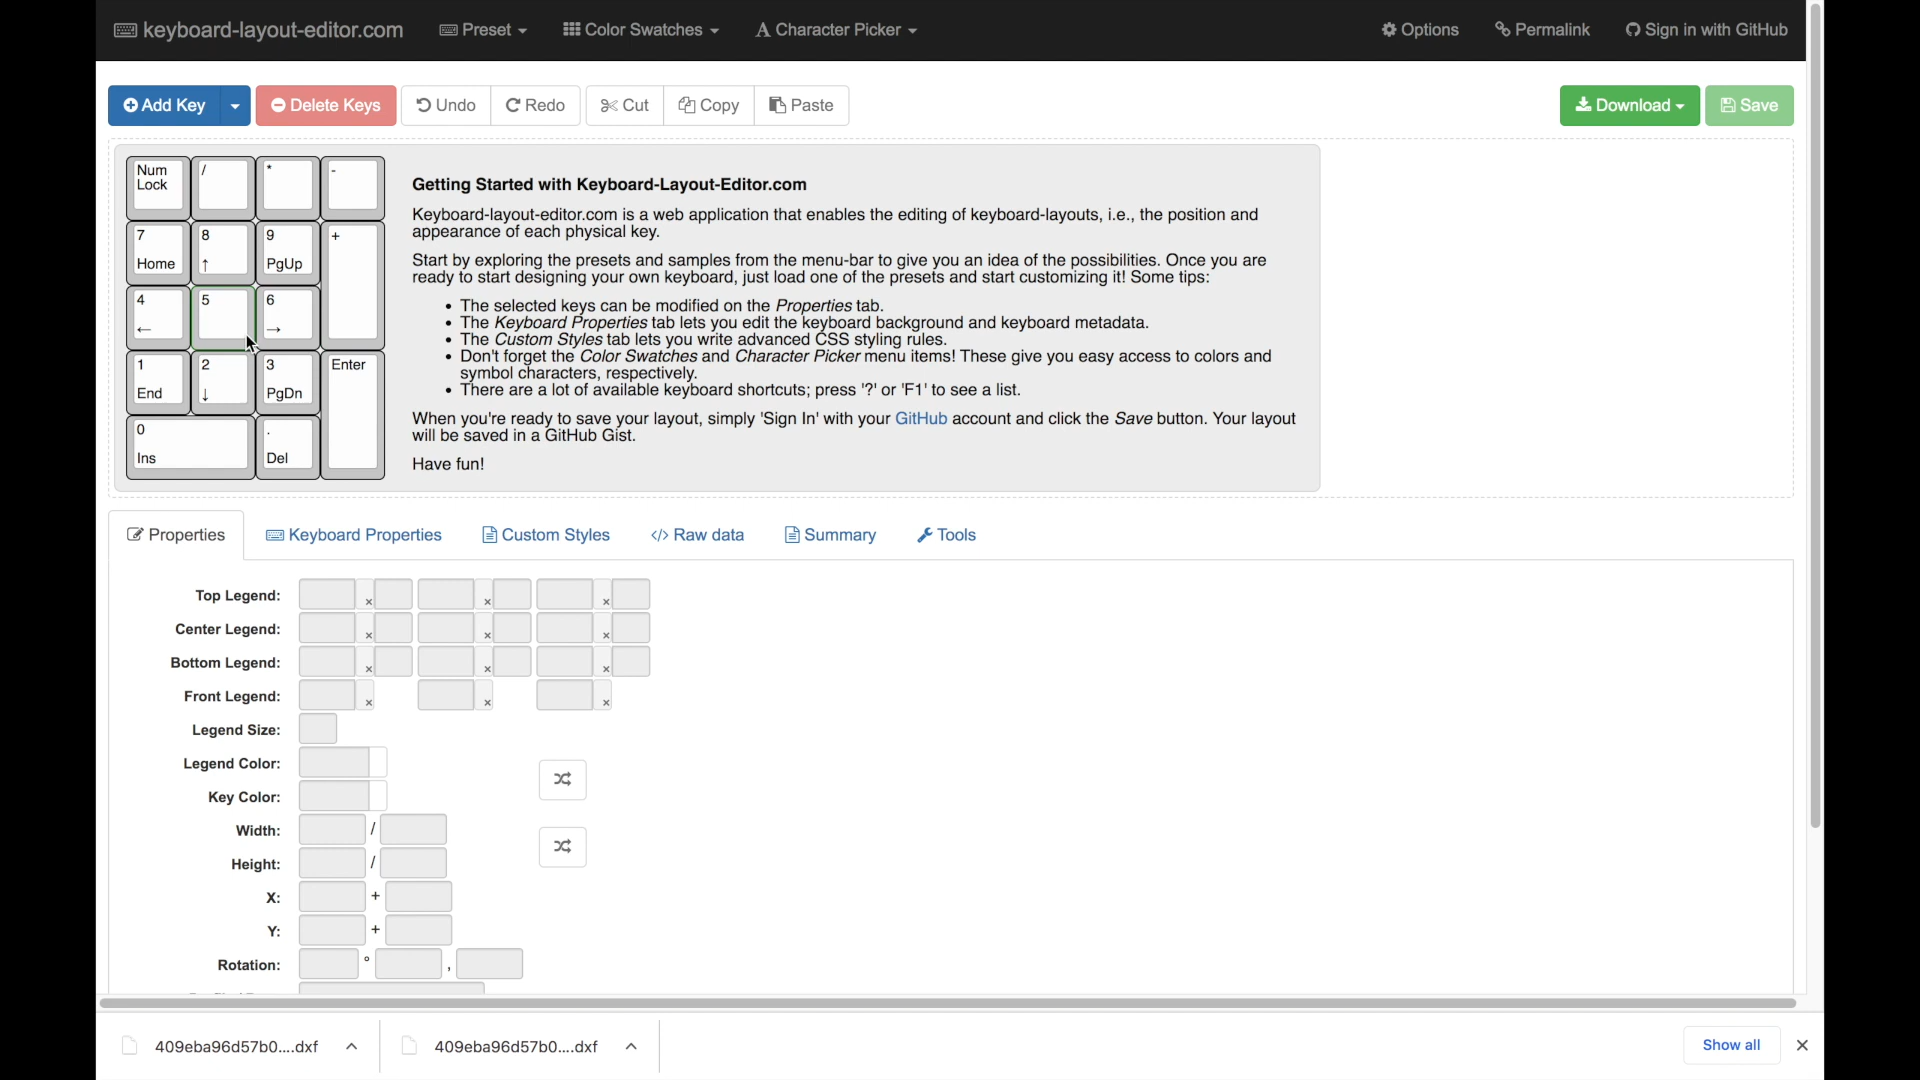 keyboard-layout-editor.com Preset Color Swatches Character Picker Options Permalink Sign in with GitHub
Add Key Delete Keys Undo Redo Cut Copy Paste Download Save
Num
Lock
/
*
-
7
Home
8
↑
9
PgUp
+
4
←
5
6
→
1
End
2
↓
3
PgDn
Enter
0
Ins
.
Del
Getting Started with Keyboard-Layout-Editor.com
Keyboard-layout-editor.com is a web application that enables the editing of keyboard-layouts, i.e., the position and
appearance of each physical key.
Start by exploring the presets and samples from the menu-bar to give you an idea of the possibilities. Once you are
ready to start designing your own keyboard, just load one of the presets and start customizing it! Some tips:
• The selected keys can be modified on the Properties tab.
• The Keyboard Properties tab lets you edit the keyboard background and keyboard metadata.
• The Custom Styles tab lets you write advanced CSS styling rules.
• Don't forget the Color Swatches and Character Picker menu items! These give you easy access to colors and
symbol characters, respectively.
• There are a lot of available keyboard shortcuts; press '?' or 'F1' to see a list.
When you're ready to save your layout, simply 'Sign In' with your GitHub account and click the Save button. Your layout
will be saved in a GitHub Gist.
Have fun!
Properties Keyboard Properties Custom Styles </> Raw data Summary Tools
Top Legend: × × ×
Center Legend: × × ×
Bottom Legend: × × ×
Front Legend: × × ×
Legend Size:
Legend Color:
Key Color:
Width: /
Height: /
X: +
Y: +
Rotation: ° ,
409eba96d57b0....dxf 409eba96d57b0....dxf Show all ×